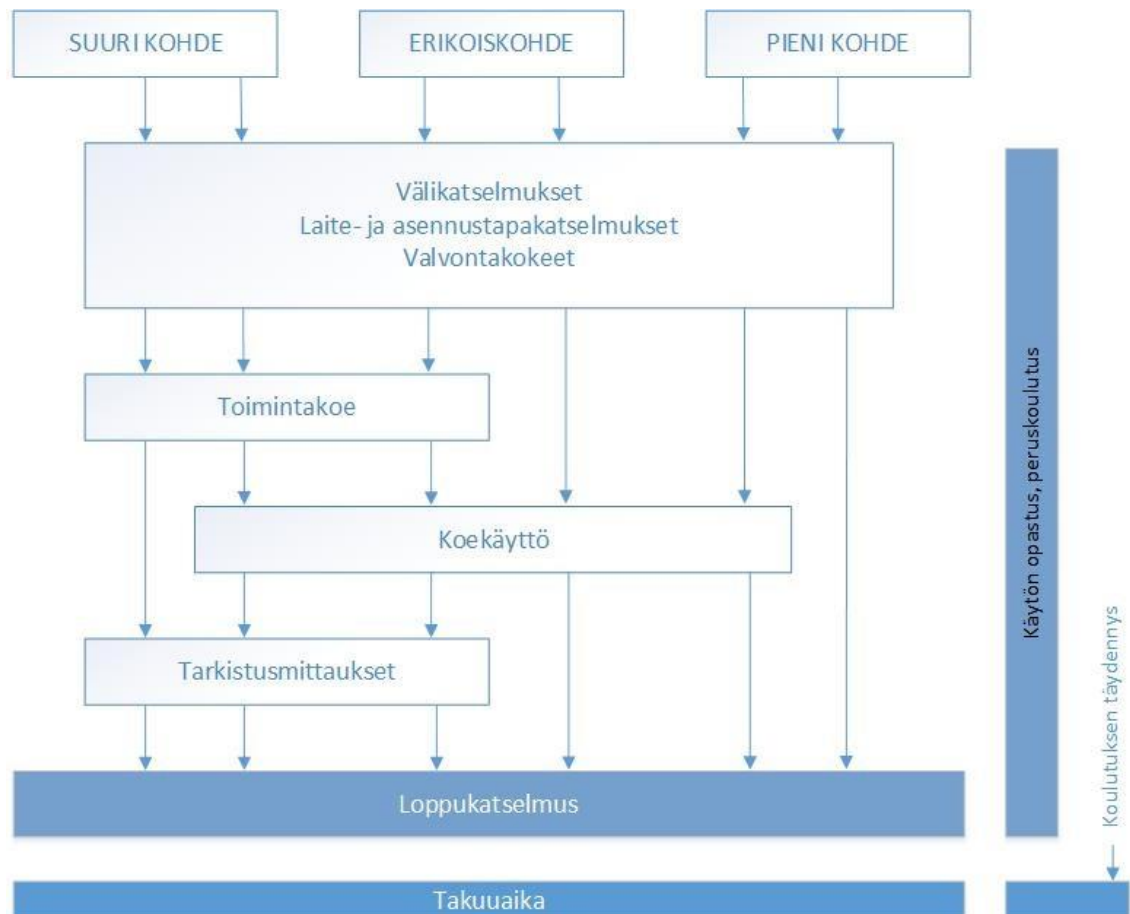 SUURI KOHDE
ERIKOISKOHDE
PIENI KOHDE
Välikatselmukset
Laite- ja asennustapakatselmukset
Valvontakokeet
Toimintakoe
Koekäyttö
Tarkistusmittaukset
Loppukatselmus
Takuuaika
Käytön opastus, peruskoulutus
Koulutuksen täydennys